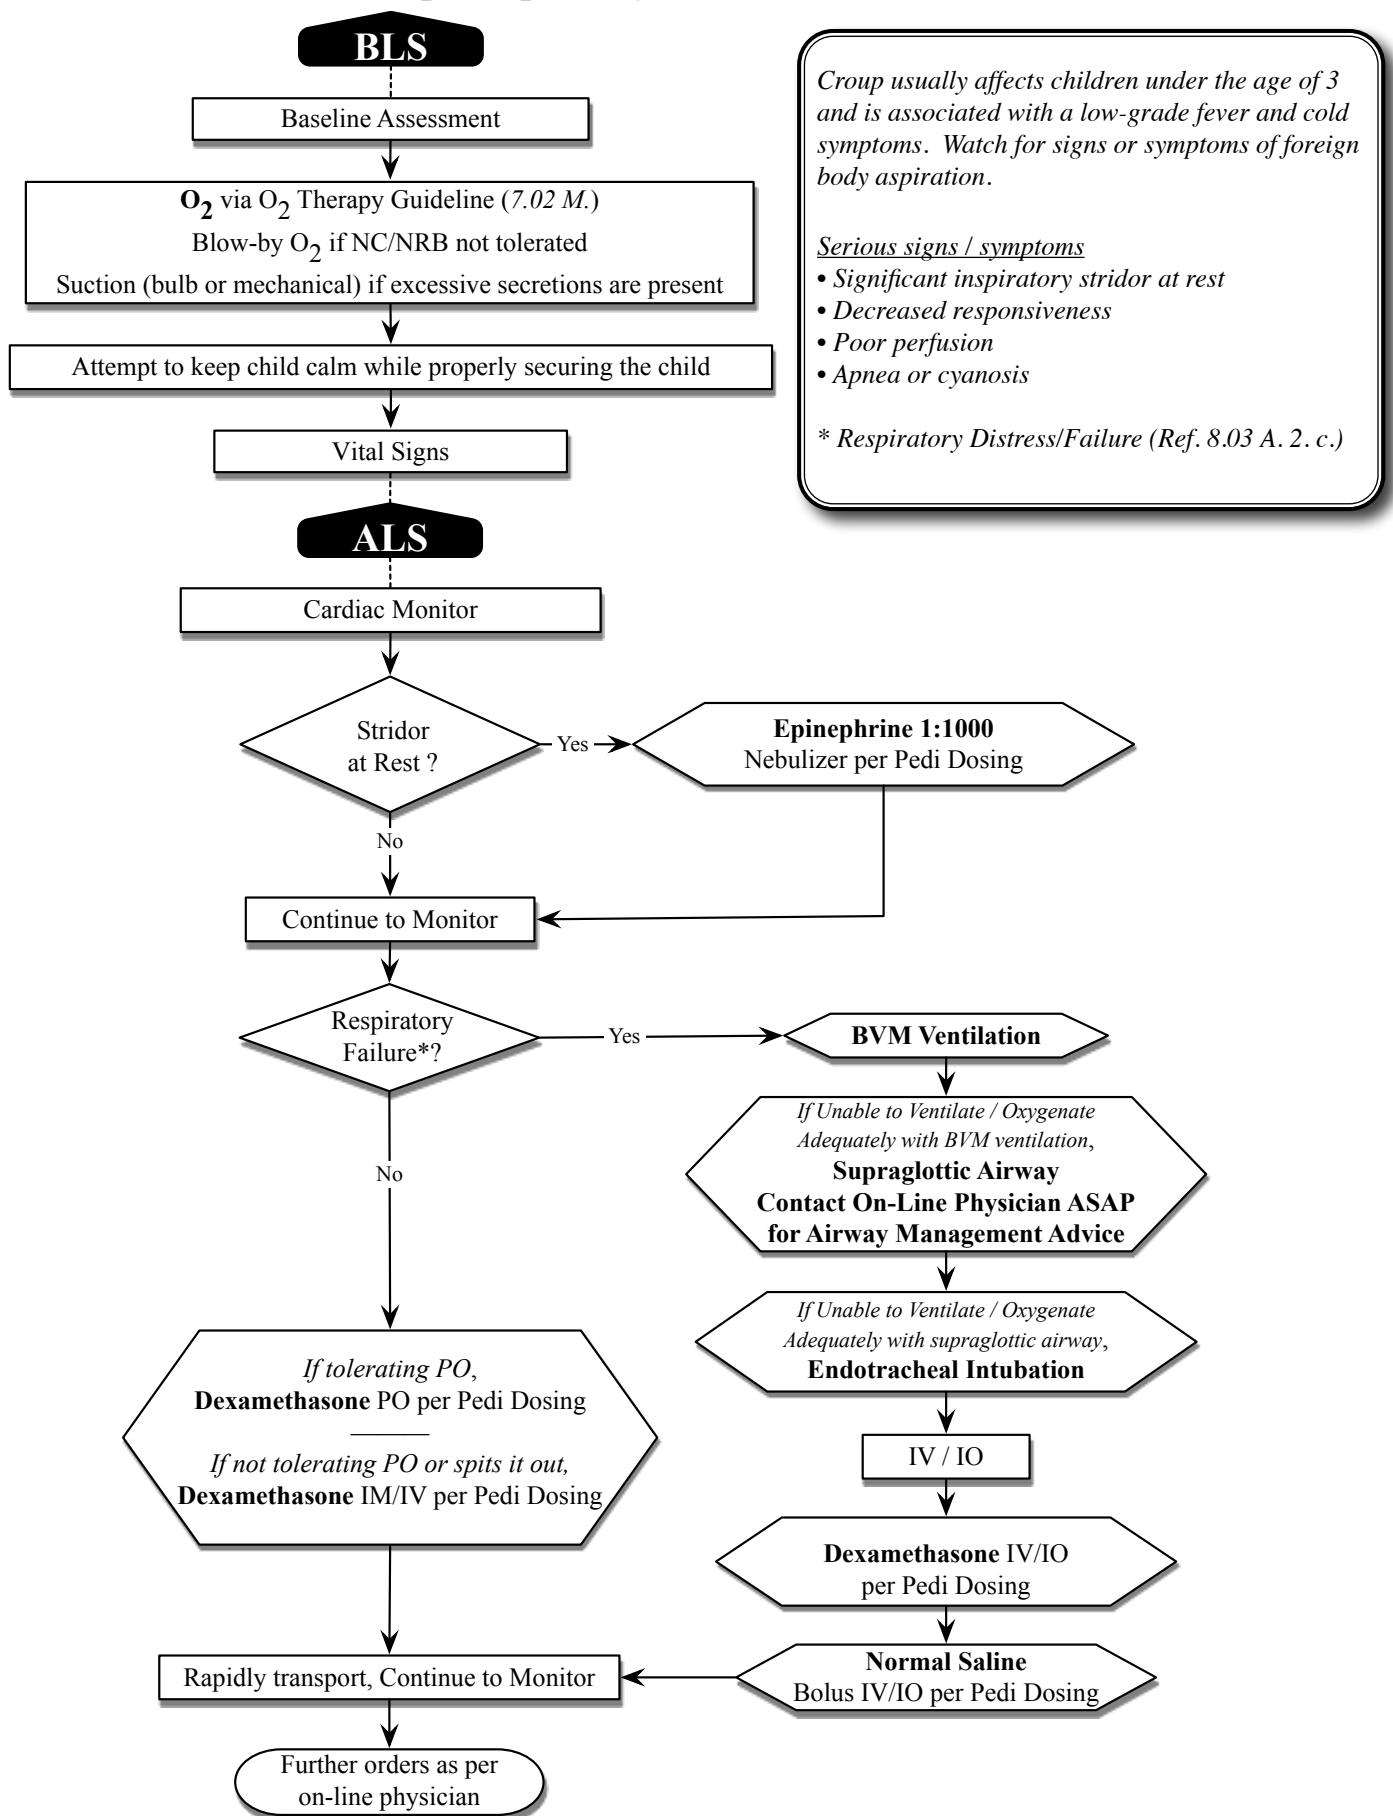 BLS
Baseline Assessment
O2 via O2 Therapy Guideline (7.02 M.)
Blow-by O2 if NC/NRB not tolerated
Suction (bulb or mechanical) if excessive secretions are present
Attempt to keep child calm while properly securing the child
Vital Signs
Croup usually affects children under the age of 3
and is associated with a low-grade fever and cold
symptoms. Watch for signs or symptoms of foreign
body aspiration.
Serious signs / symptoms
• Significant inspiratory stridor at rest
• Decreased responsiveness
• Poor perfusion
• Apnea or cyanosis
* Respiratory Distress/Failure (Ref. 8.03 A. 2. c.)
ALS
Cardiac Monitor
Stridor
at Rest ?
Yes
Epinephrine 1:1000
Nebulizer per Pedi Dosing
No
Continue to Monitor
Respiratory
Failure*?
Yes
BVM Ventilation
If Unable to Ventilate / Oxygenate
Adequately with BVM ventilation,
Supraglottic Airway
Contact On-Line Physician ASAP
for Airway Management Advice
If Unable to Ventilate / Oxygenate
Adequately with supraglottic airway,
Endotracheal Intubation
IV / IO
Dexamethasone IV/IO
per Pedi Dosing
Normal Saline
Bolus IV/IO per Pedi Dosing
No
If tolerating PO,
Dexamethasone PO per Pedi Dosing
If not tolerating PO or spits it out,
Dexamethasone IM/IV per Pedi Dosing
Rapidly transport, Continue to Monitor
Further orders as per
on-line physician